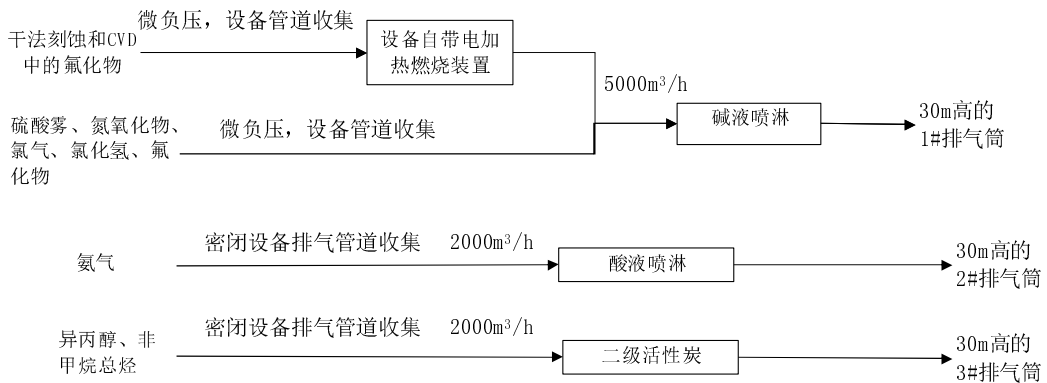 微负压，设备管道收集
干法刻蚀和CVD
中的氟化物
设备自带电加
热燃烧装置
5000m³/h
硫酸雾、氮氧化物、
氯气、氯化氢、氟
化物
微负压，设备管道收集
碱液喷淋
30m高的
1#排气筒
氨气
密闭设备排气管道收集 2000m³/h
酸液喷淋
30m高的
2#排气筒
异丙醇、非
甲烷总烃
密闭设备排气管道收集 2000m³/h
二级活性炭
30m高的
3#排气筒